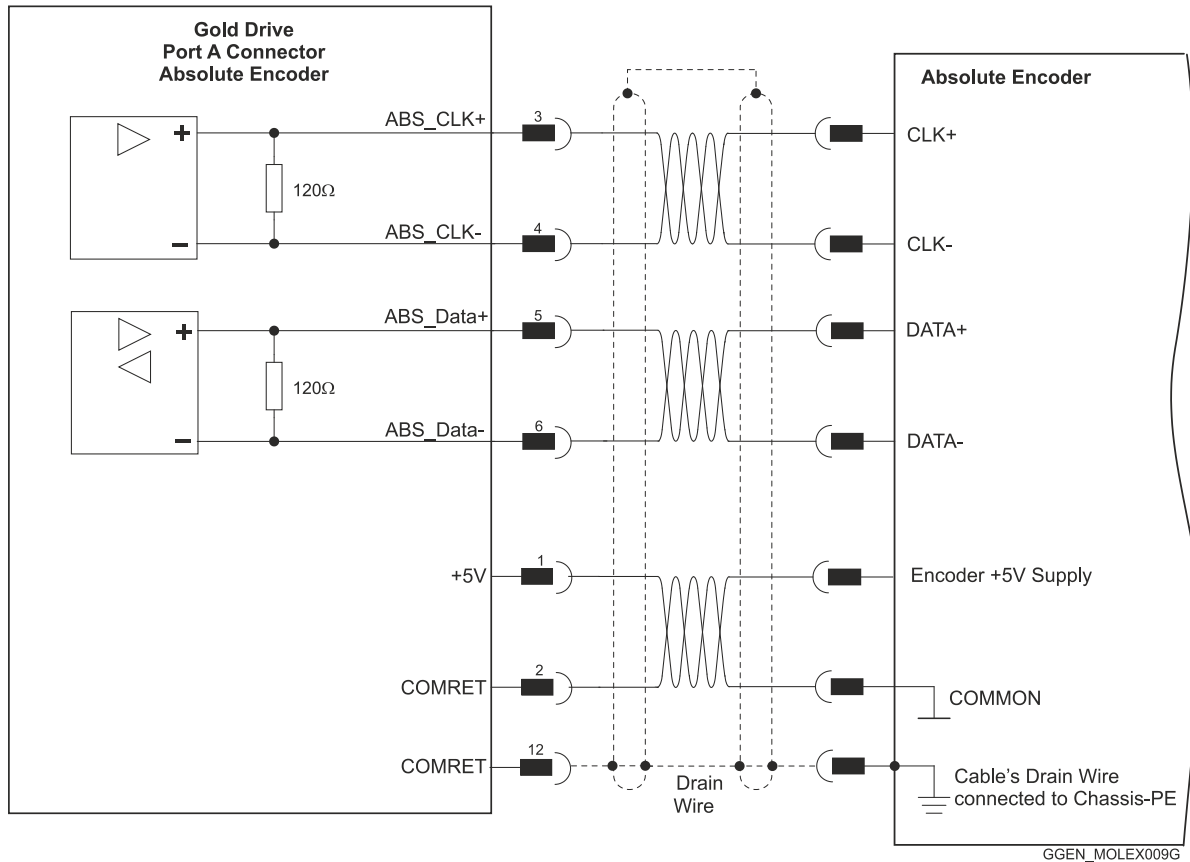 Gold Drive
Port A Connector
Absolute Encoder
Absolute Encoder
+
120Ω
−
ABS_CLK+
3
CLK+
ABS_CLK-
4
CLK-
+
120Ω
−
ABS_Data+
5
DATA+
ABS_Data-
6
DATA-
+5V
1
Encoder +5V Supply
COMRET
2
COMMON
COMRET
12
Drain
Wire
Cable's Drain Wire
connected to Chassis-PE
GGEN_MOLEX009G